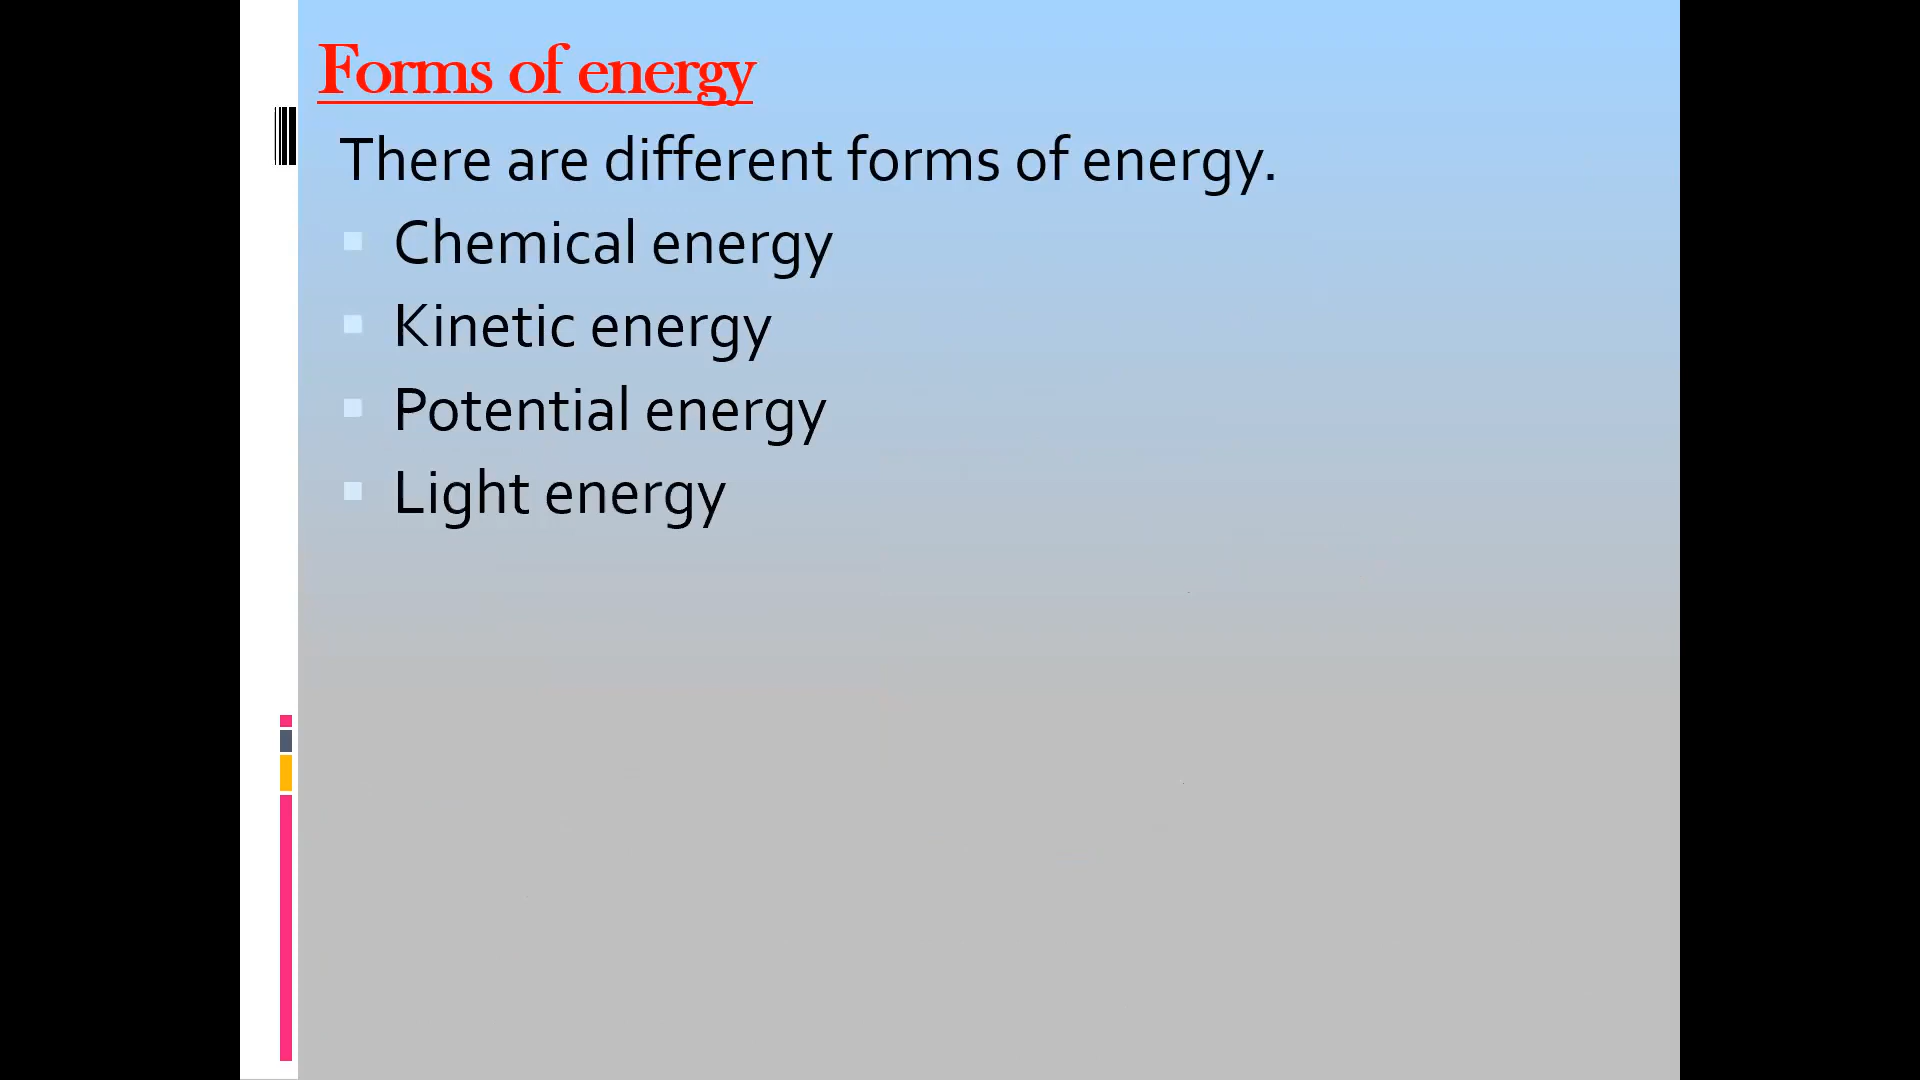 Forms of energy
There are different forms of energy.
Chemical energy
Kinetic energy
Potential energy
Light energy